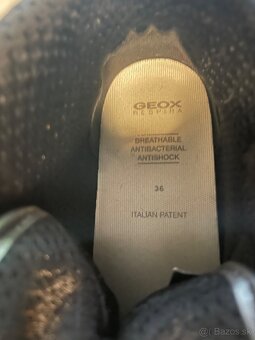 GEOX
RESPIRA
BREATHABLE
ANTIBACTERIAL
ANTISHOCK
36
ITALIAN PATENT
Bazos.sk